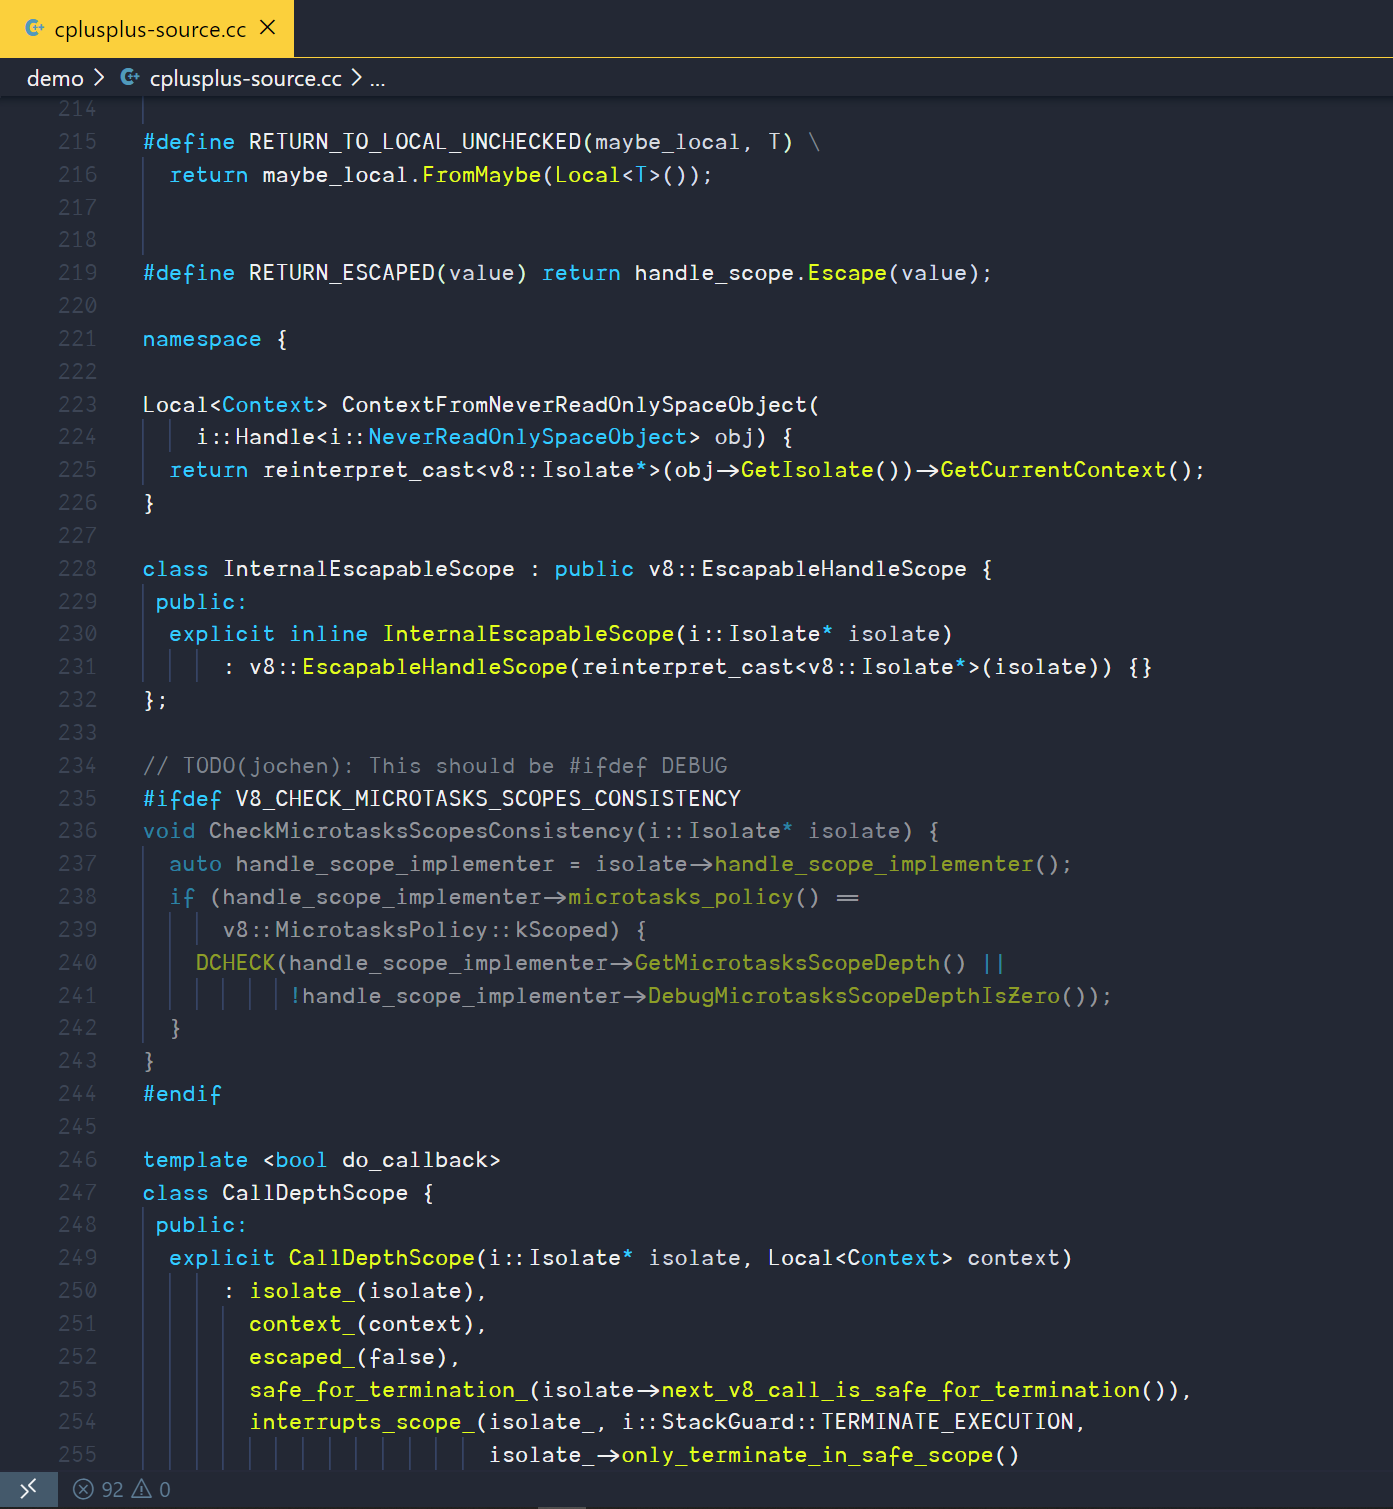 cplusplus-source.cc
demo > cplusplus-source.cc > ...
214
215 #define RETURN_TO_LOCAL_UNCHECKED(maybe_local, T) \
216   return maybe_local.FromMaybe(Local<T>());
217
218
219 #define RETURN_ESCAPED(value) return handle_scope.Escape(value);
220
221 namespace {
222
223 Local<Context> ContextFromNeverReadOnlySpaceObject(
224     i::Handle<i::NeverReadOnlySpaceObject> obj) {
225   return reinterpret_cast<v8::Isolate*>(obj->GetIsolate())->GetCurrentContext();
226 }
227
228 class InternalEscapableScope : public v8::EscapableHandleScope {
229  public:
230   explicit inline InternalEscapableScope(i::Isolate* isolate)
231       : v8::EscapableHandleScope(reinterpret_cast<v8::Isolate*>(isolate)) {}
232 };
233
234 // TODO(jochen): This should be #ifdef DEBUG
235 #ifdef V8_CHECK_MICROTASKS_SCOPES_CONSISTENCY
236 void CheckMicrotasksScopesConsistency(i::Isolate* isolate) {
237   auto handle_scope_implementer = isolate->handle_scope_implementer();
238   if (handle_scope_implementer->microtasks_policy() ==
239       v8::MicrotasksPolicy::kScoped) {
240     DCHECK(handle_scope_implementer->GetMicrotasksScopeDepth() ||
241            !handle_scope_implementer->DebugMicrotasksScopeDepthIsZero());
242   }
243 }
244 #endif
245
246 template <bool do_callback>
247 class CallDepthScope {
248  public:
249   explicit CallDepthScope(i::Isolate* isolate, Local<Context> context)
250       : isolate_(isolate),
251         context_(context),
252         escaped_(false),
253         safe_for_termination_(isolate->next_v8_call_is_safe_for_termination()),
254         interrupts_scope_(isolate_, i::StackGuard::TERMINATE_EXECUTION,
255                           isolate_->only_terminate_in_safe_scope()
92 0